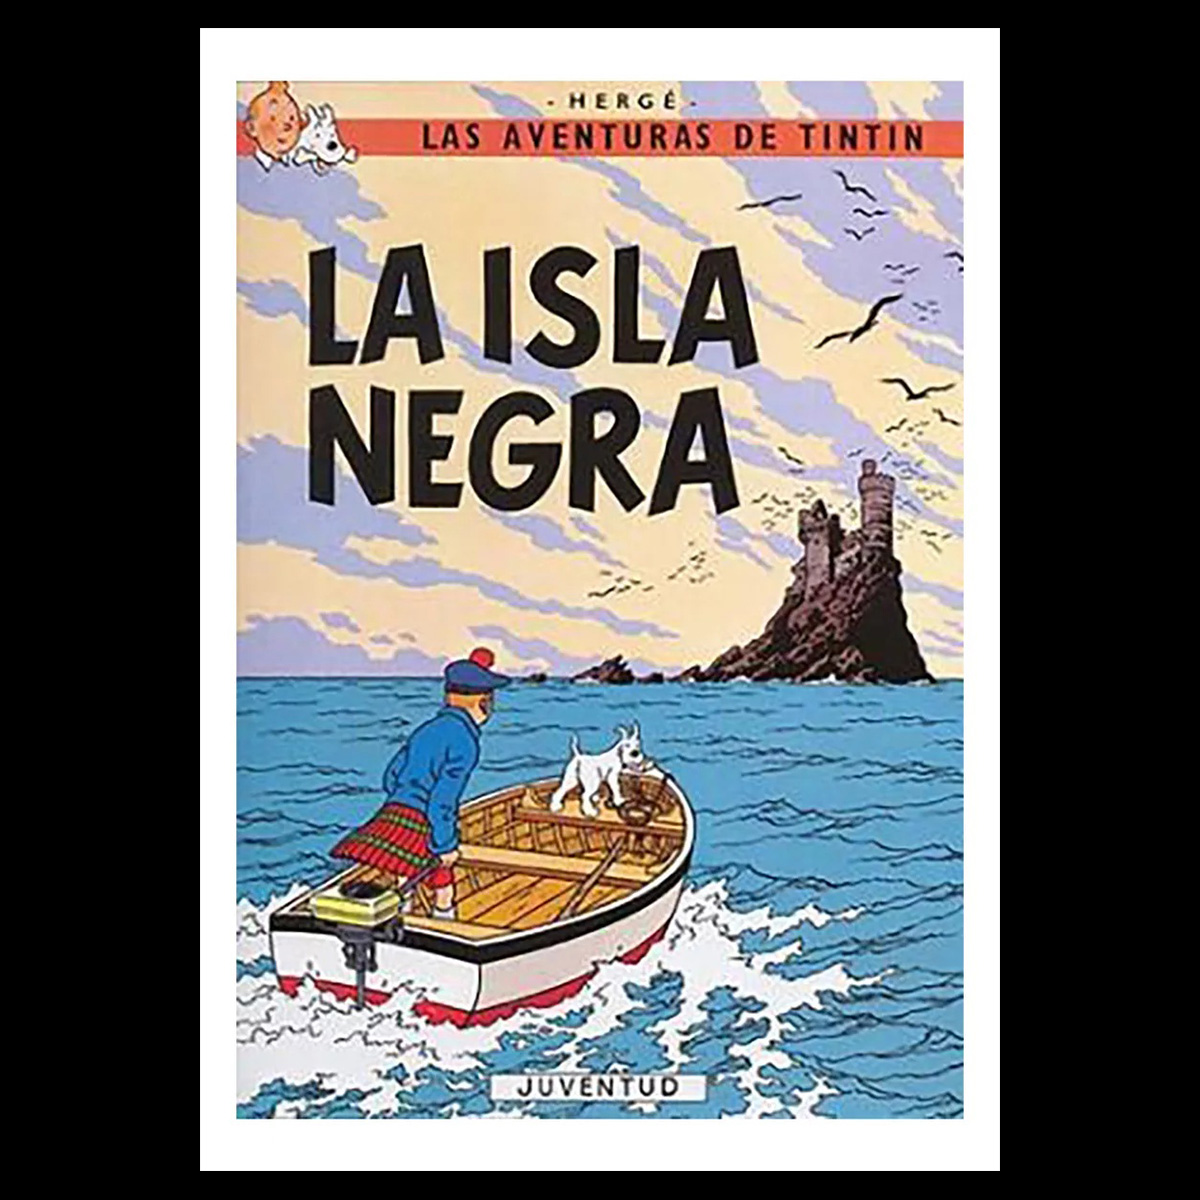 - HERGÉ -
LAS AVENTURAS DE TINTIN
LA ISLA
NEGRA
JUVENTUD